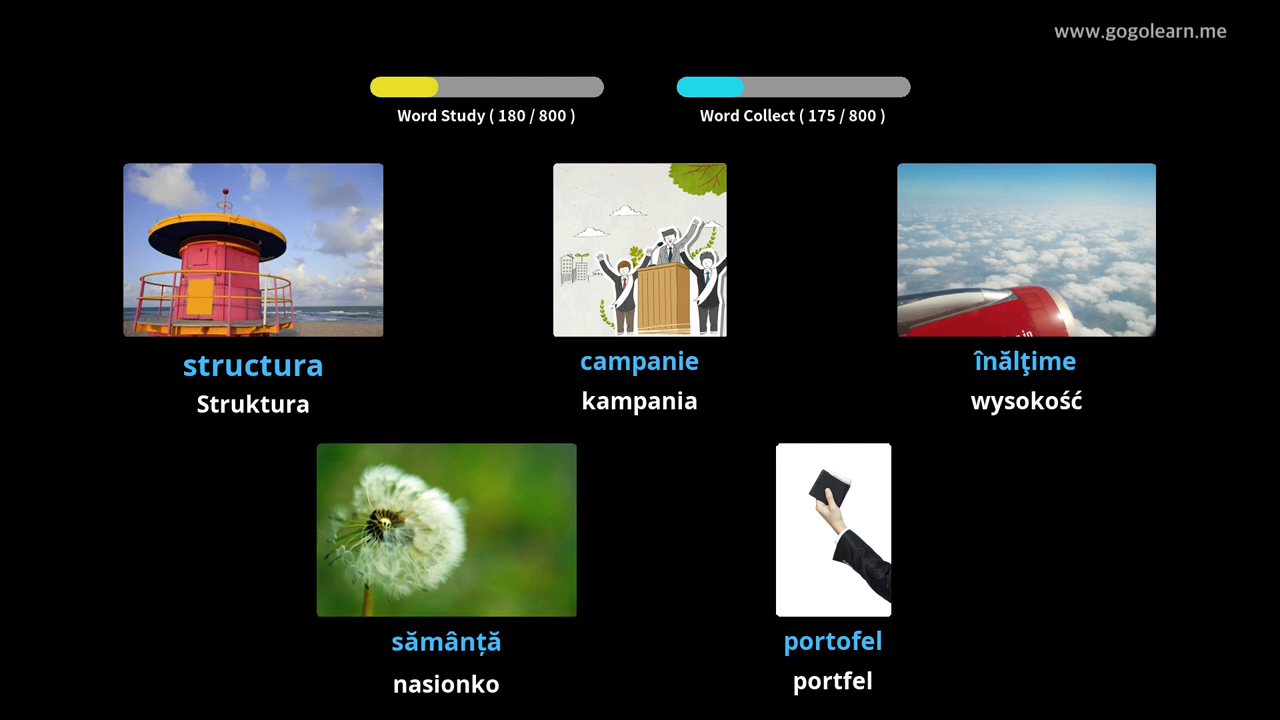 www.gogolearn.me
Word Study ( 180 / 800 )
Word Collect ( 175 / 800 )
structura
Struktura
campanie
kampania
înălţime
wysokość
sămânță
nasionko
portofel
portfel